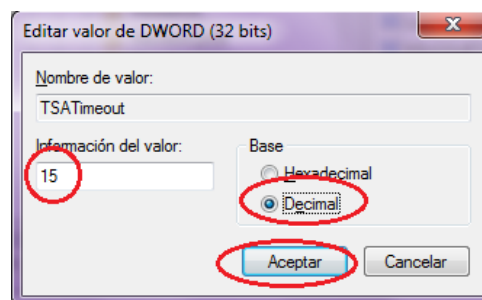 Editar valor de DWORD (32 bits)
Nombre de valor:
TSATimeout
Información del valor:
15
Base
Hexadecimal
Decimal
Aceptar
Cancelar